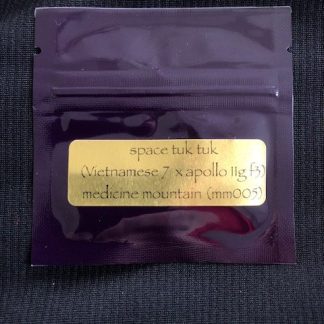 space tuk tuk
(Vietnamese 7 x apollo 11g f3)
medicine mountain (mm005)